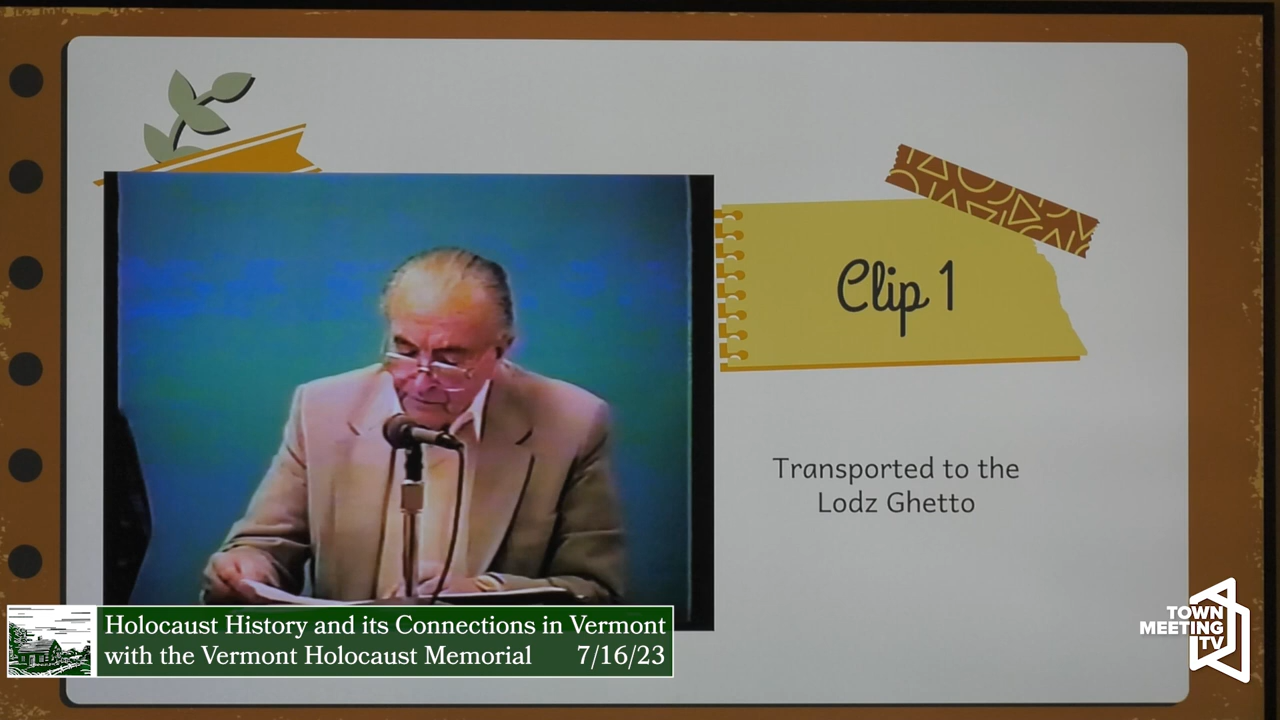 Clip 1
Transported to the
Lodz Ghetto
Holocaust History and its Connections in Vermont
with the Vermont Holocaust Memorial 7/16/23
TOWN
MEETING
TV